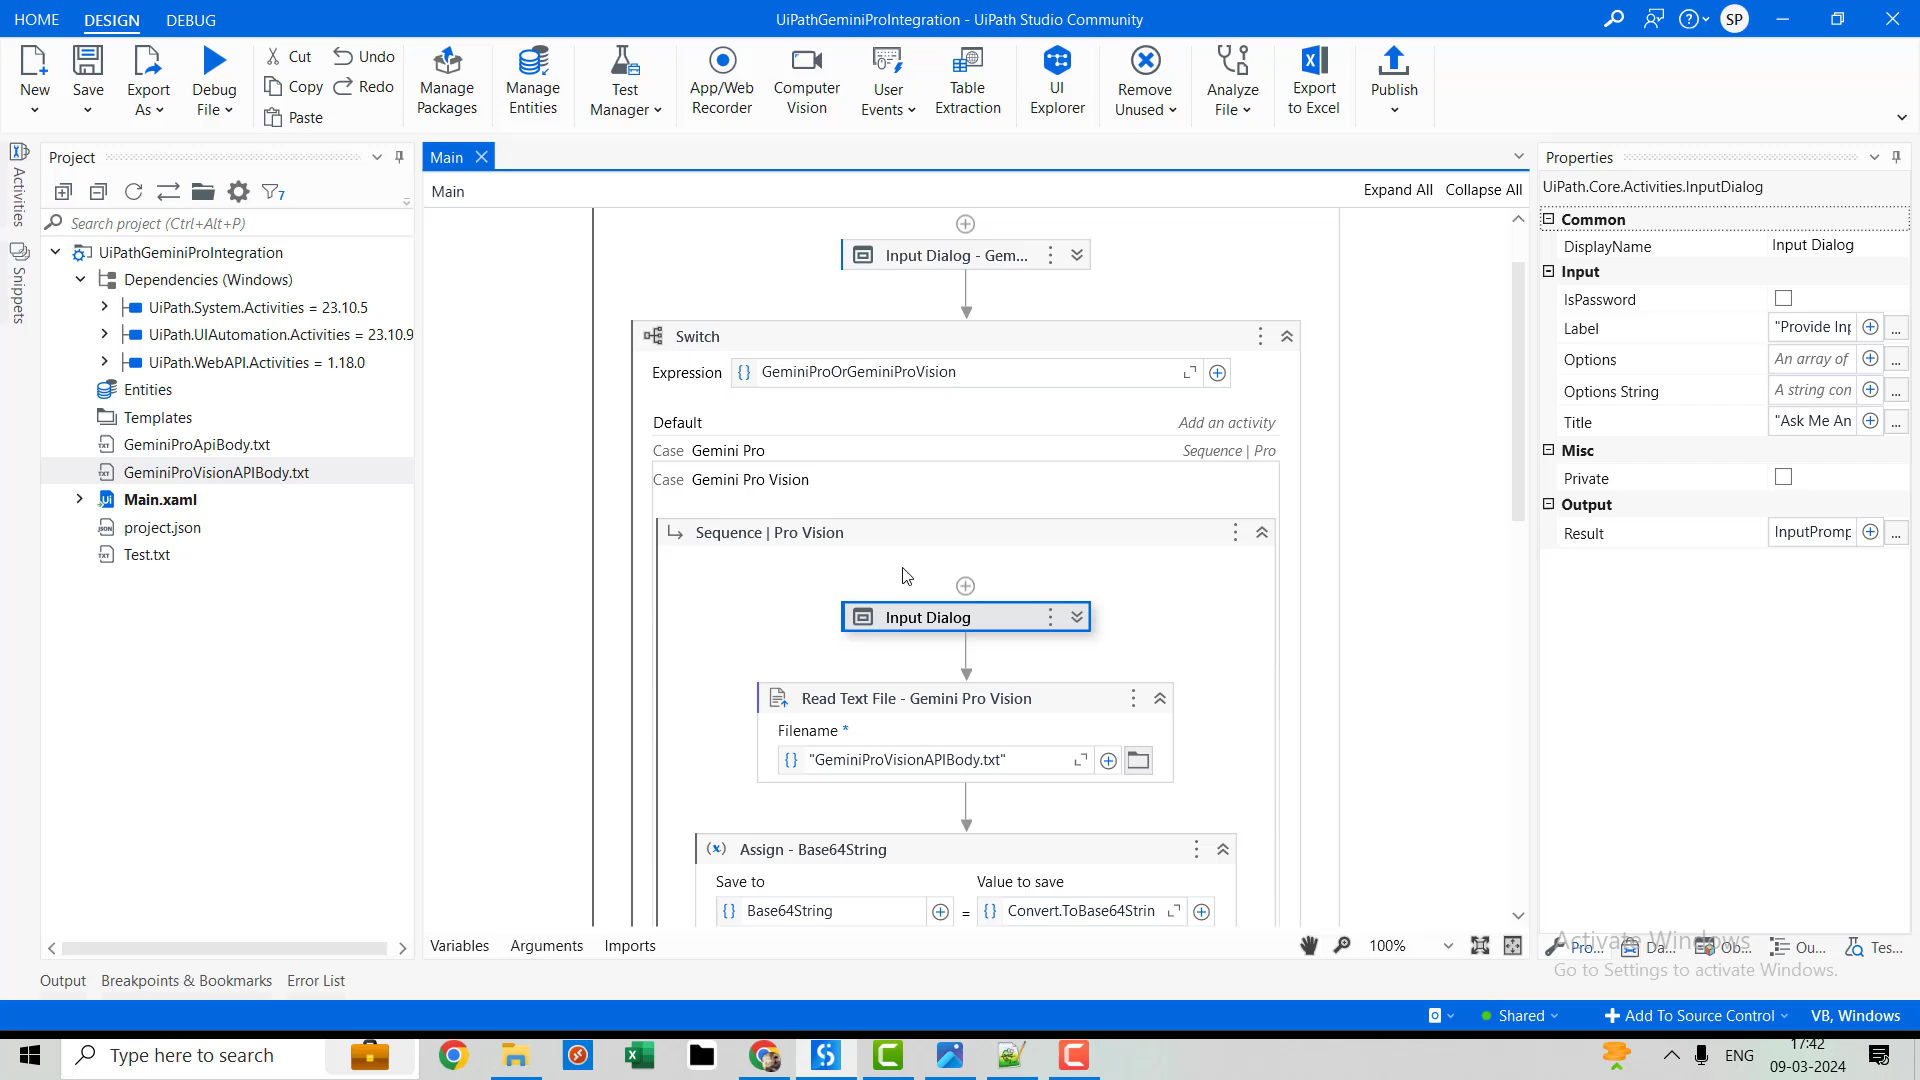 HOME DESIGN DEBUG
UiPathGeminiProIntegration - UiPath Studio Community
SP
New
Save
Export As
Debug File
Cut
Copy
Paste
Undo
Redo
Manage Packages
Manage Entities
Test Manager
App/Web Recorder
Computer Vision
User Events
Table Extraction
UI Explorer
Remove Unused
Analyze File
Export to Excel
Publish
Activities
Snippets
Project
7
Search project (Ctrl+Alt+P)
UiPathGeminiProIntegration
Dependencies (Windows)
UiPath.System.Activities = 23.10.5
UiPath.UIAutomation.Activities = 23.10.9
UiPath.WebAPI.Activities = 1.18.0
Entities
Templates
GeminiProApiBody.txt
GeminiProVisionAPIBody.txt
Main.xaml
project.json
Test.txt
Main
Main
Expand All Collapse All
Input Dialog - Gem...
Switch
Expression GeminiProOrGeminiProVision
Default Add an activity
Case Gemini Pro Sequence | Pro
Case Gemini Pro Vision
Sequence | Pro Vision
Input Dialog
Read Text File - Gemini Pro Vision
Filename *
"GeminiProVisionAPIBody.txt"
Assign - Base64String
Save to Value to save
Base64String = Convert.ToBase64Strin
Variables Arguments Imports
100%
Properties
UiPath.Core.Activities.InputDialog
Common
DisplayName Input Dialog
Input
IsPassword
Label "Provide Inp ...
Options An array of ...
Options String A string con ...
Title "Ask Me An ...
Misc
Private
Output
Result InputPromp ...
Pro... Da... Ob... Ou... Tes...
Activate Windows
Go to Settings to activate Windows.
Output Breakpoints & Bookmarks Error List
Shared
Add To Source Control
VB, Windows
Type here to search
ENG
17:42
09-03-2024